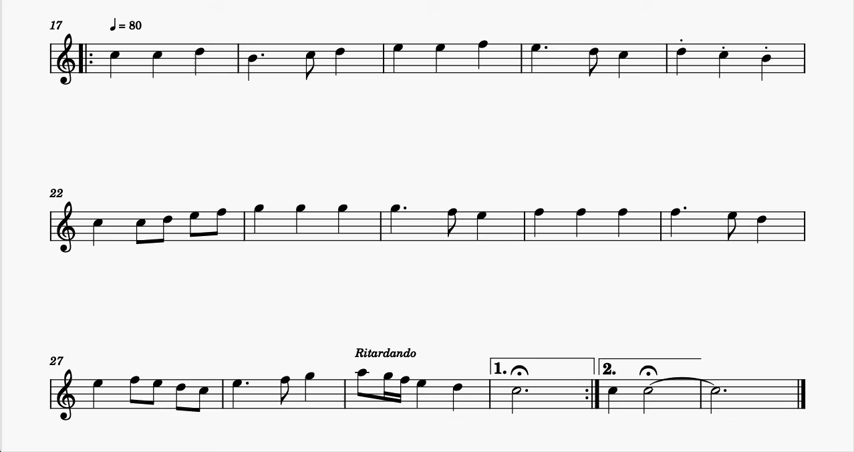 17
♩ = 80
22
27
Ritardando
1.
2.